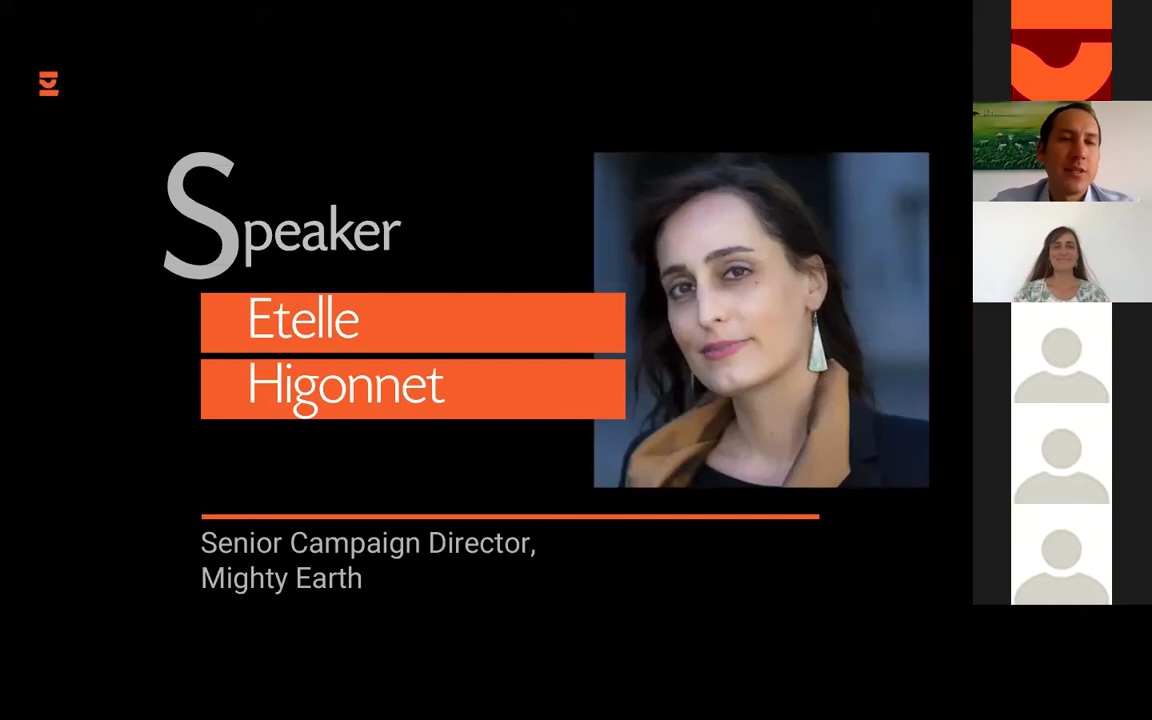 Speaker
Etelle
Higonnet
Senior Campaign Director,
Mighty Earth